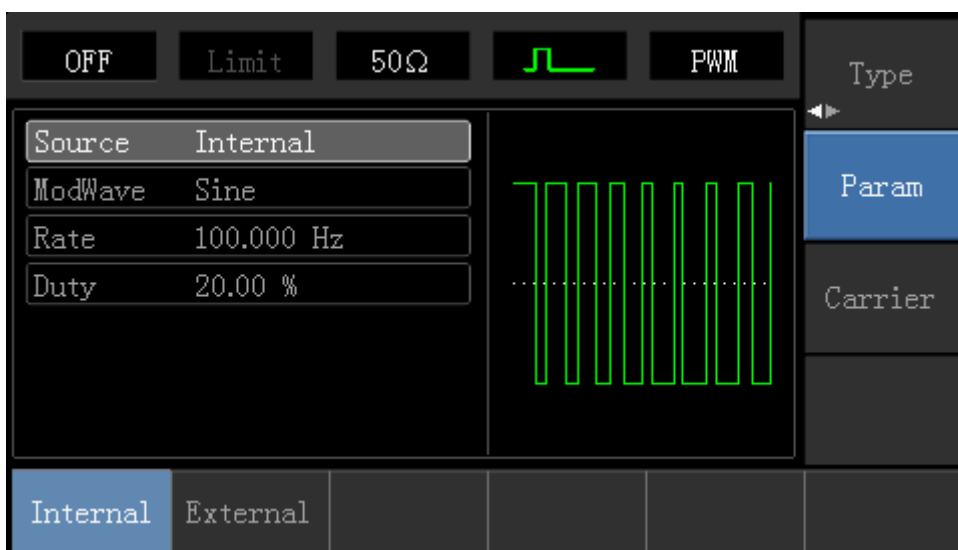 OFF Limit 50Ω PWM
Type
Source Internal
ModWave Sine
Param
Rate 100.000 Hz
Duty 20.00 %
Carrier
Internal External